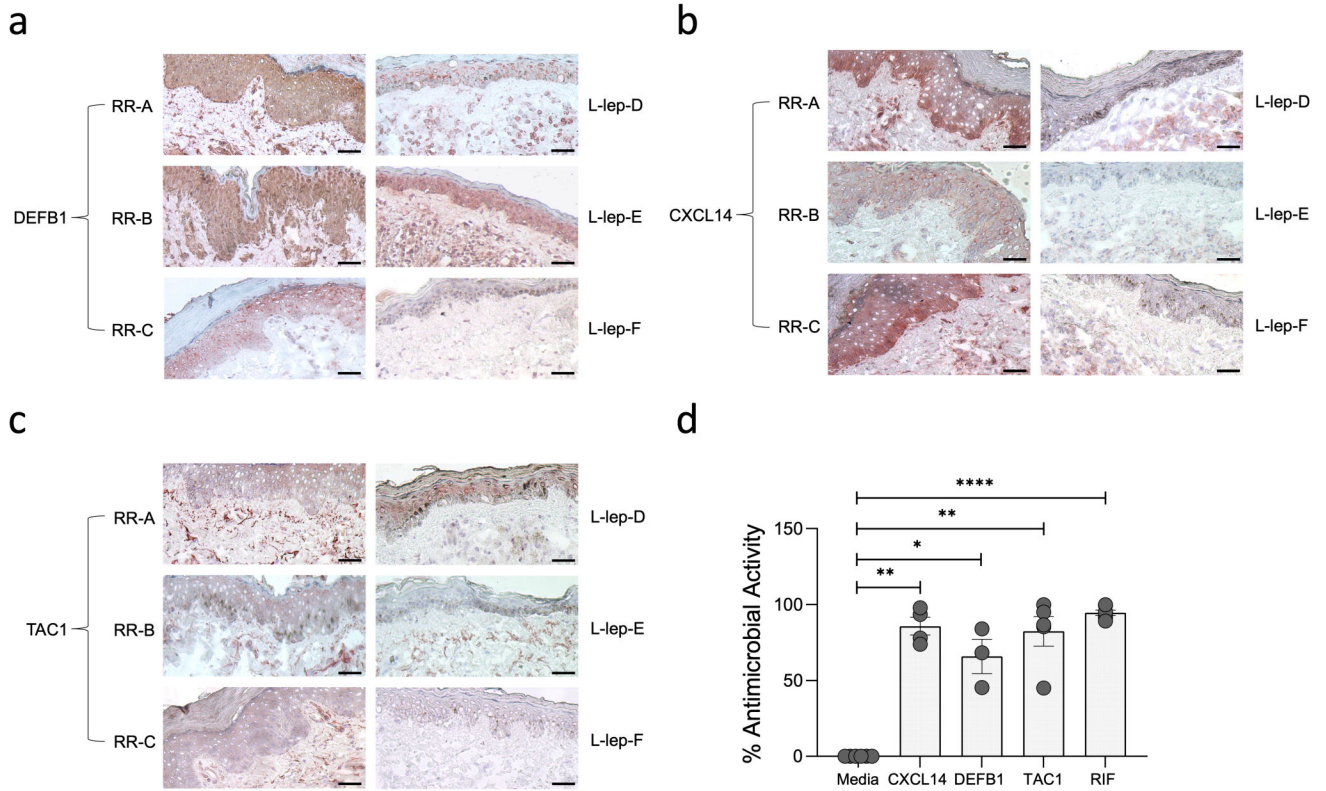 a
DEFB1
RR-A
L-lep-D
RR-B
L-lep-E
RR-C
L-lep-F
b
CXCL14
RR-A
L-lep-D
RR-B
L-lep-E
RR-C
L-lep-F
c
TAC1
RR-A
L-lep-D
RR-B
L-lep-E
RR-C
L-lep-F
d
% Antimicrobial Activity
150
100
50
0
****
**
*
**
Media CXCL14 DEFB1 TAC1 RIF